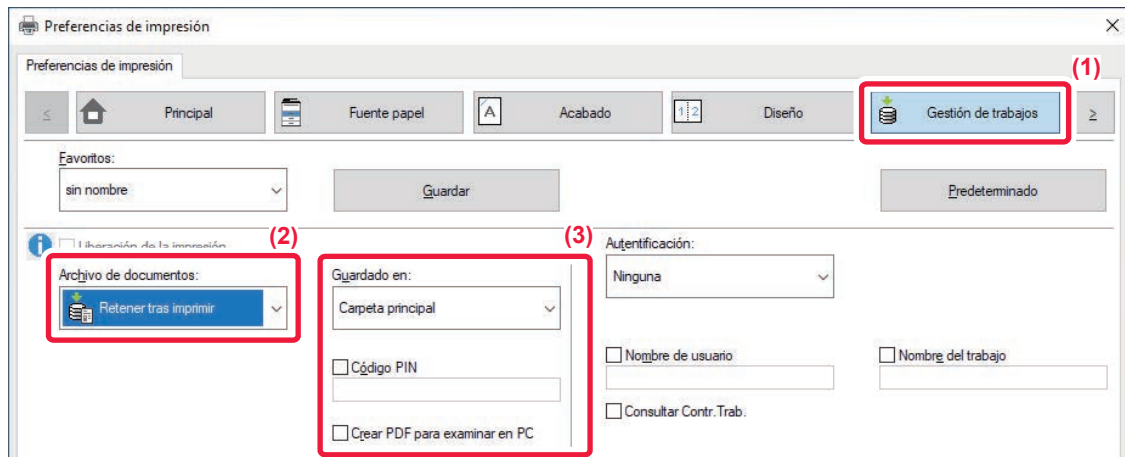 Preferencias de impresión
Preferencias de impresión
(1)
Principal
Fuente papel
A
Acabado
1 2
Diseño
Gestión de trabajos
Favoritos:
sin nombre
Guardar
Predeterminado
Liberación de la impresión
(2)
(3)
Archivo de documentos:
Retener tras imprimir
Guardado en:
Carpeta principal
Código PIN
Crear PDF para examinar en PC
Autentificación:
Ninguna
Nombre de usuario
Nombre del trabajo
Consultar Contr.Trab.